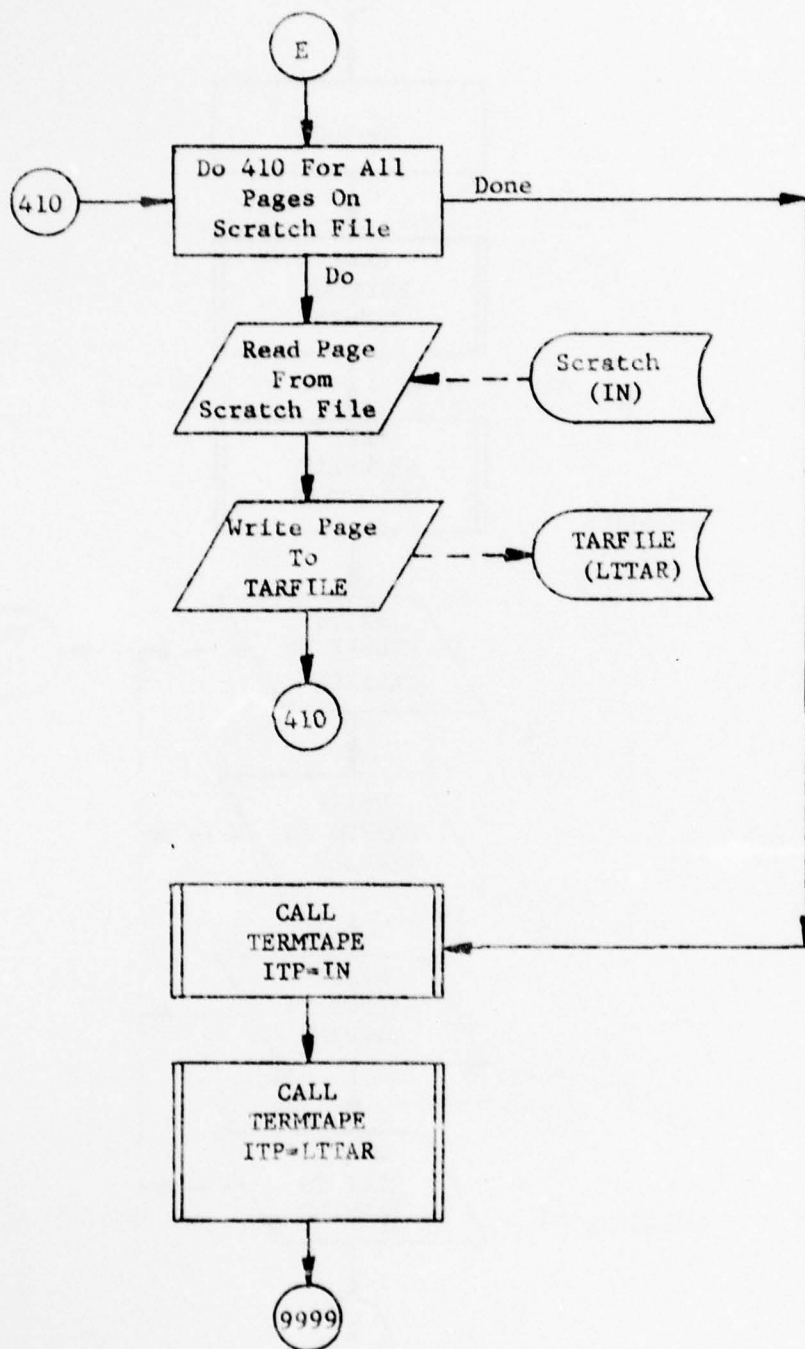 E
Do 410 For All
Pages On
Scratch File
410
Done
Do
Read Page
From
Scratch File
Scratch
(IN)
Write Page
To
TARFILE
TARFILE
(LTTAR)
410
CALL
TERMTAPE
ITP=IN
CALL
TERMTAPE
ITP=LTTAR
9999